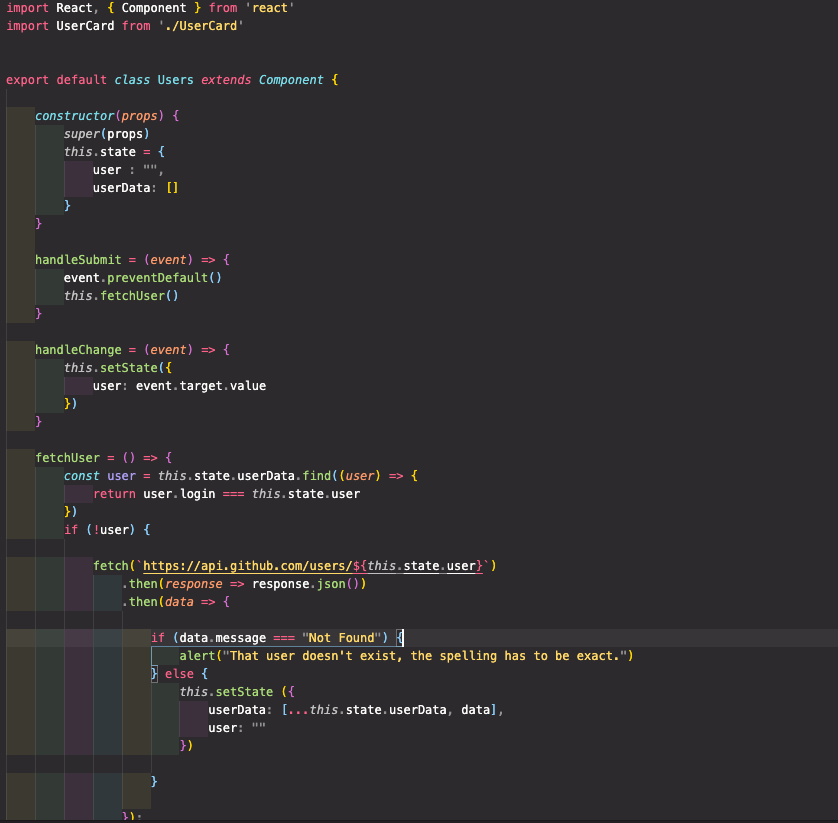 import React, { Component } from 'react'
import UserCard from './UserCard'
export default class Users extends Component {
constructor(props) {
super(props)
this.state = {
user : "",
userData: []
}
}
handleSubmit = (event) => {
event.preventDefault()
this.fetchUser()
}
handleChange = (event) => {
this.setState({
user: event.target.value
})
}
fetchUser = () => {
const user = this.state.userData.find((user) => {
return user.login === this.state.user
})
if (!user) {
fetch(`https://api.github.com/users/${this.state.user}`)
.then(response => response.json())
.then(data => {
if (data.message === "Not Found") {
alert("That user doesn't exist, the spelling has to be exact.")
} else {
this.setState ({
userData: [...this.state.userData, data],
user: ""
})
}
});